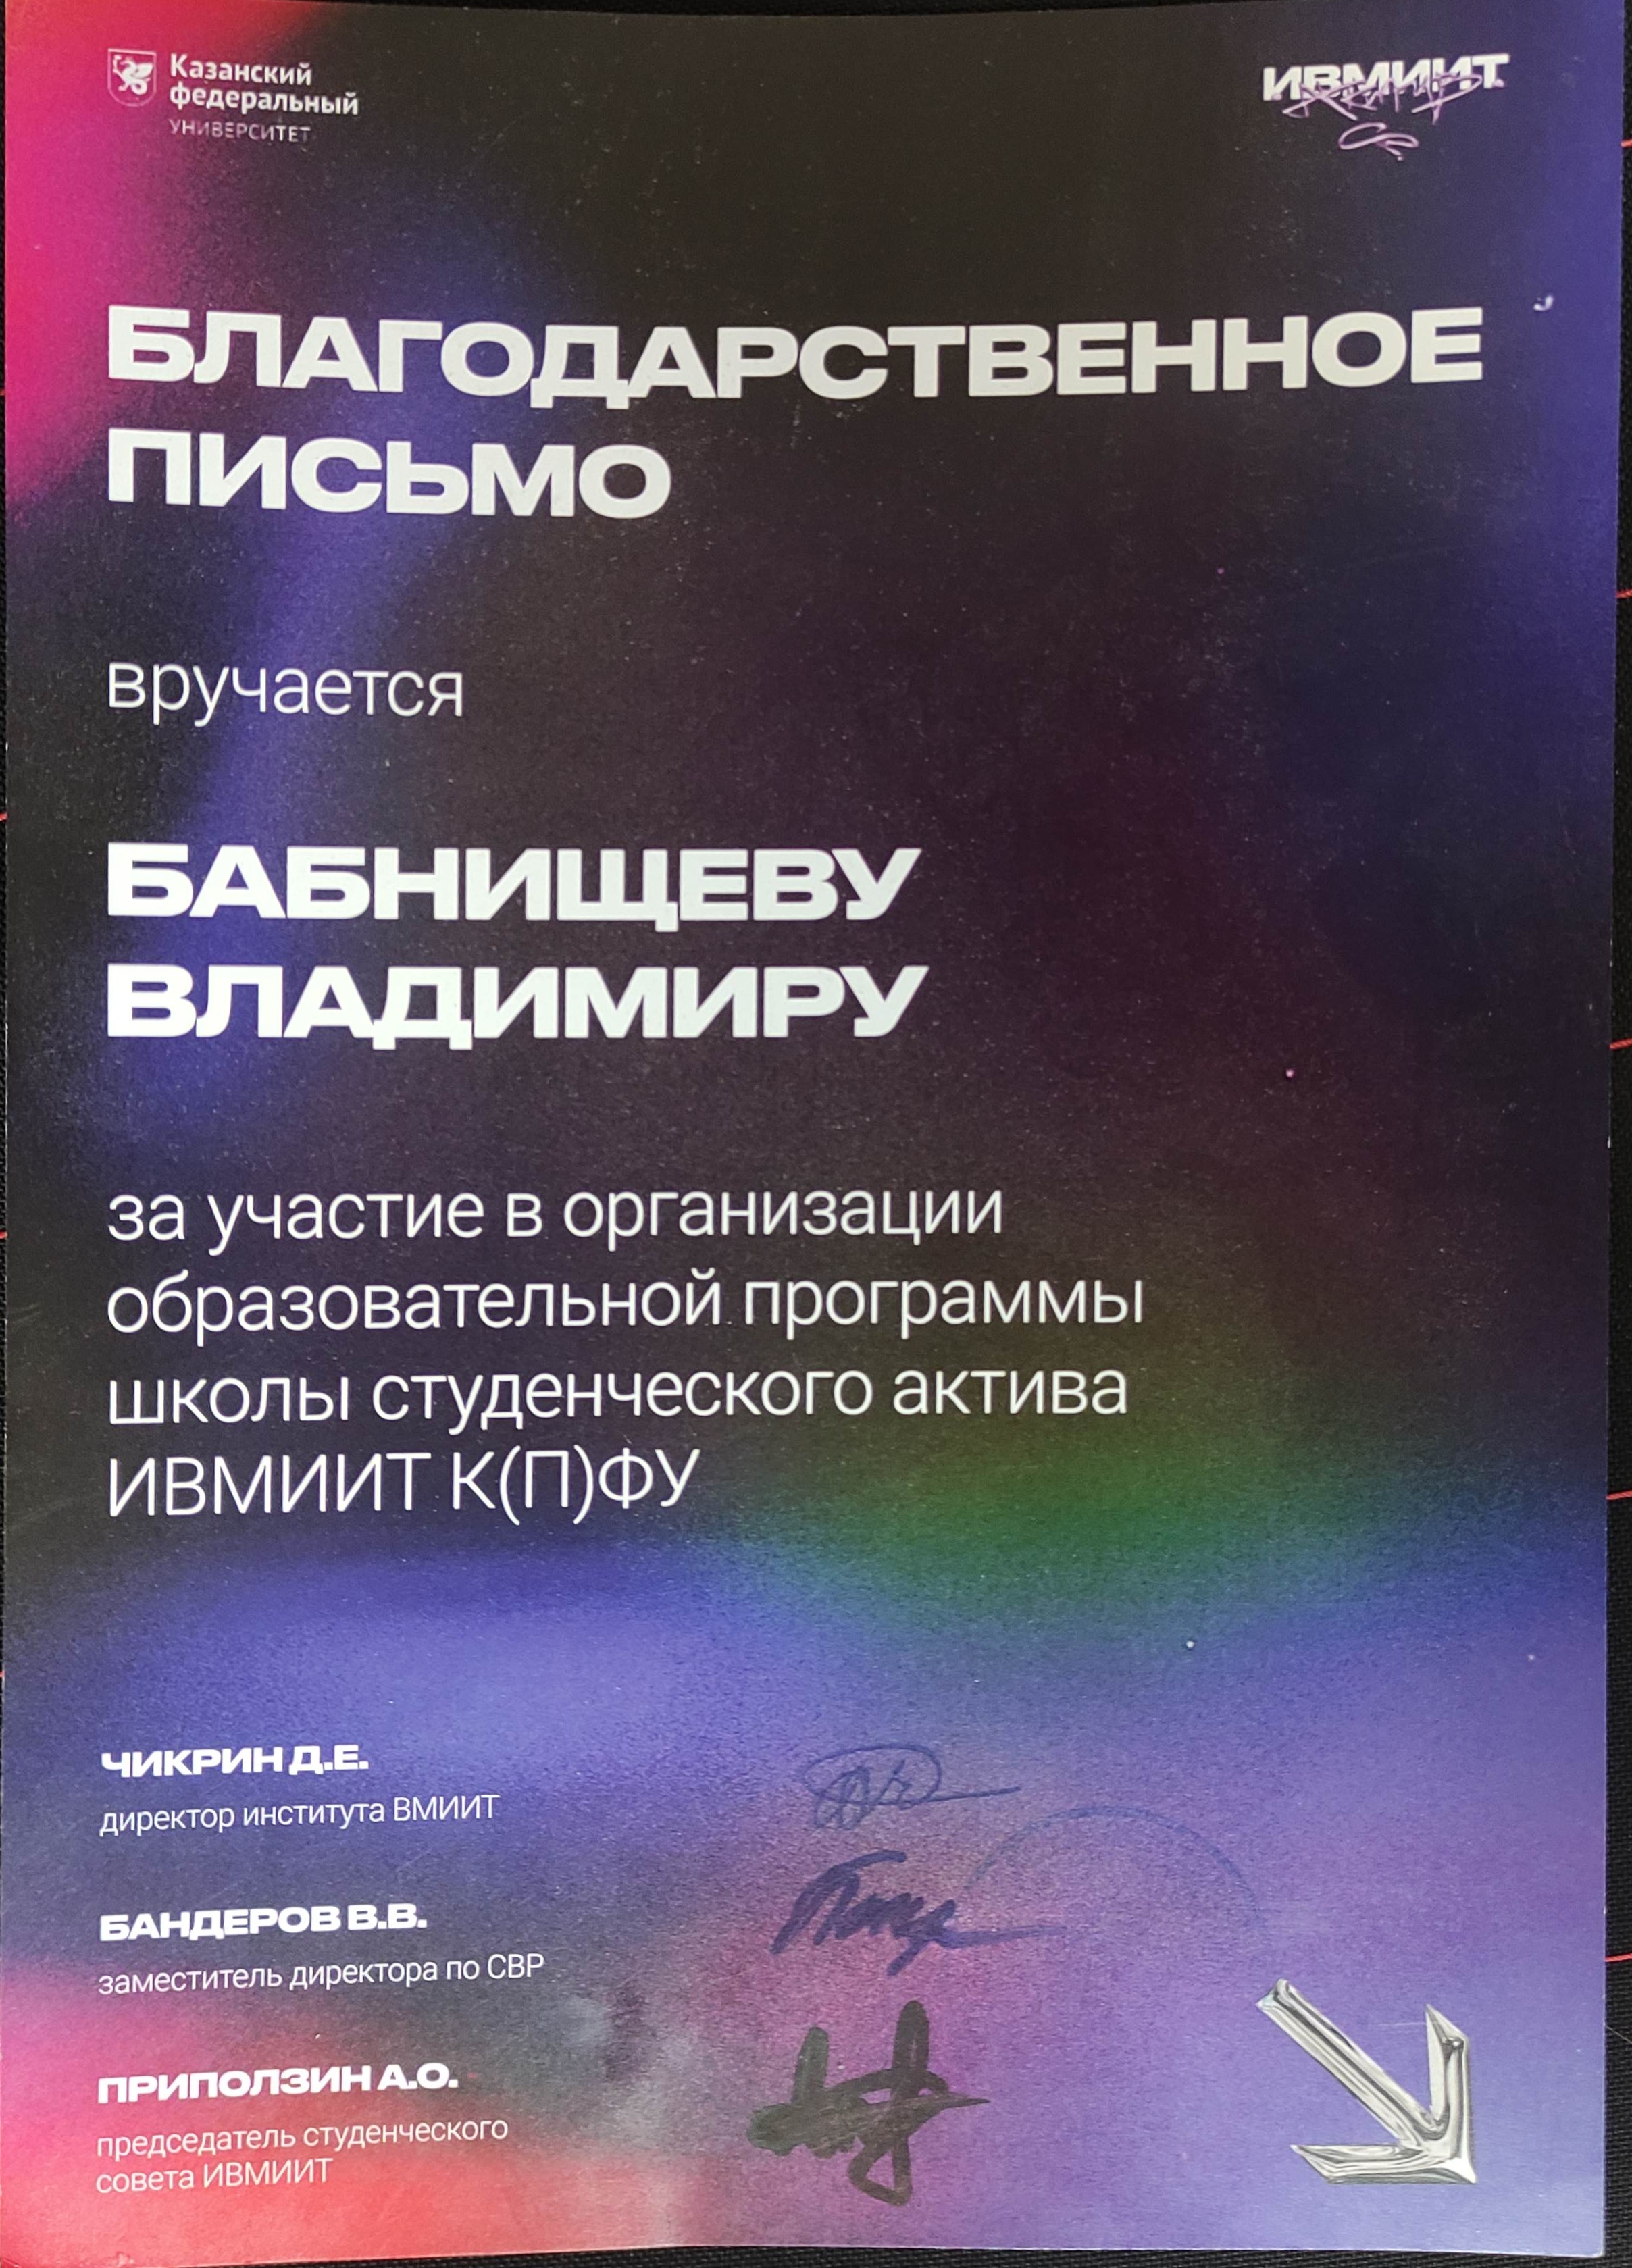 Казанский
федеральный
УНИВЕРСИТЕТ
ИВМИИТ
БЛАГОДАРСТВЕННОЕ
ПИСЬМО
вручается
БАБНИЩЕВУ
ВЛАДИМИРУ
за участие в организации
образовательной программы
школы студенческого актива
ИВМИИТ К(П)ФУ
ЧИКРИН Д.Е.
директор института ВМИИТ
БАНДЕРОВ В.В.
заместитель директора по СВР
ПРИПОЛЗИН А.О.
председатель студенческого
совета ИВМИИТ